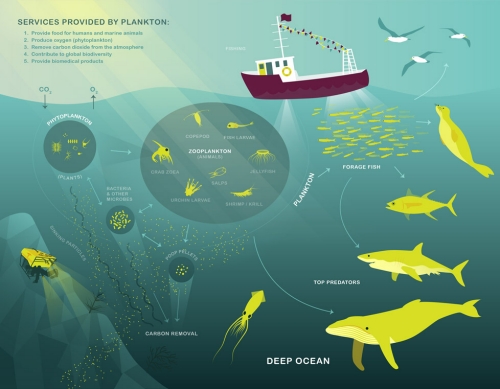 SERVICES PROVIDED BY PLANKTON:
1. Provide food for humans and marine animals
2. Produce oxygen (phytoplankton)
3. Remove carbon dioxide from the atmosphere
4. Contribute to global biodiversity
5. Provide biomedical products
FISHING
CO2
O2
PHYTOPLANKTON
(PLANTS)
COPEPOD
FISH LARVAE
ZOOPLANKTON
(ANIMALS)
CRAB ZOEA
JELLYFISH
SALPS
URCHIN LARVAE
SHRIMP / KRILL
FORAGE FISH
PLANKTON
BACTERIA
& OTHER
MICROBES
SINKING PARTICLES
POOP PELLETS
TOP PREDATORS
CARBON REMOVAL
DEEP OCEAN